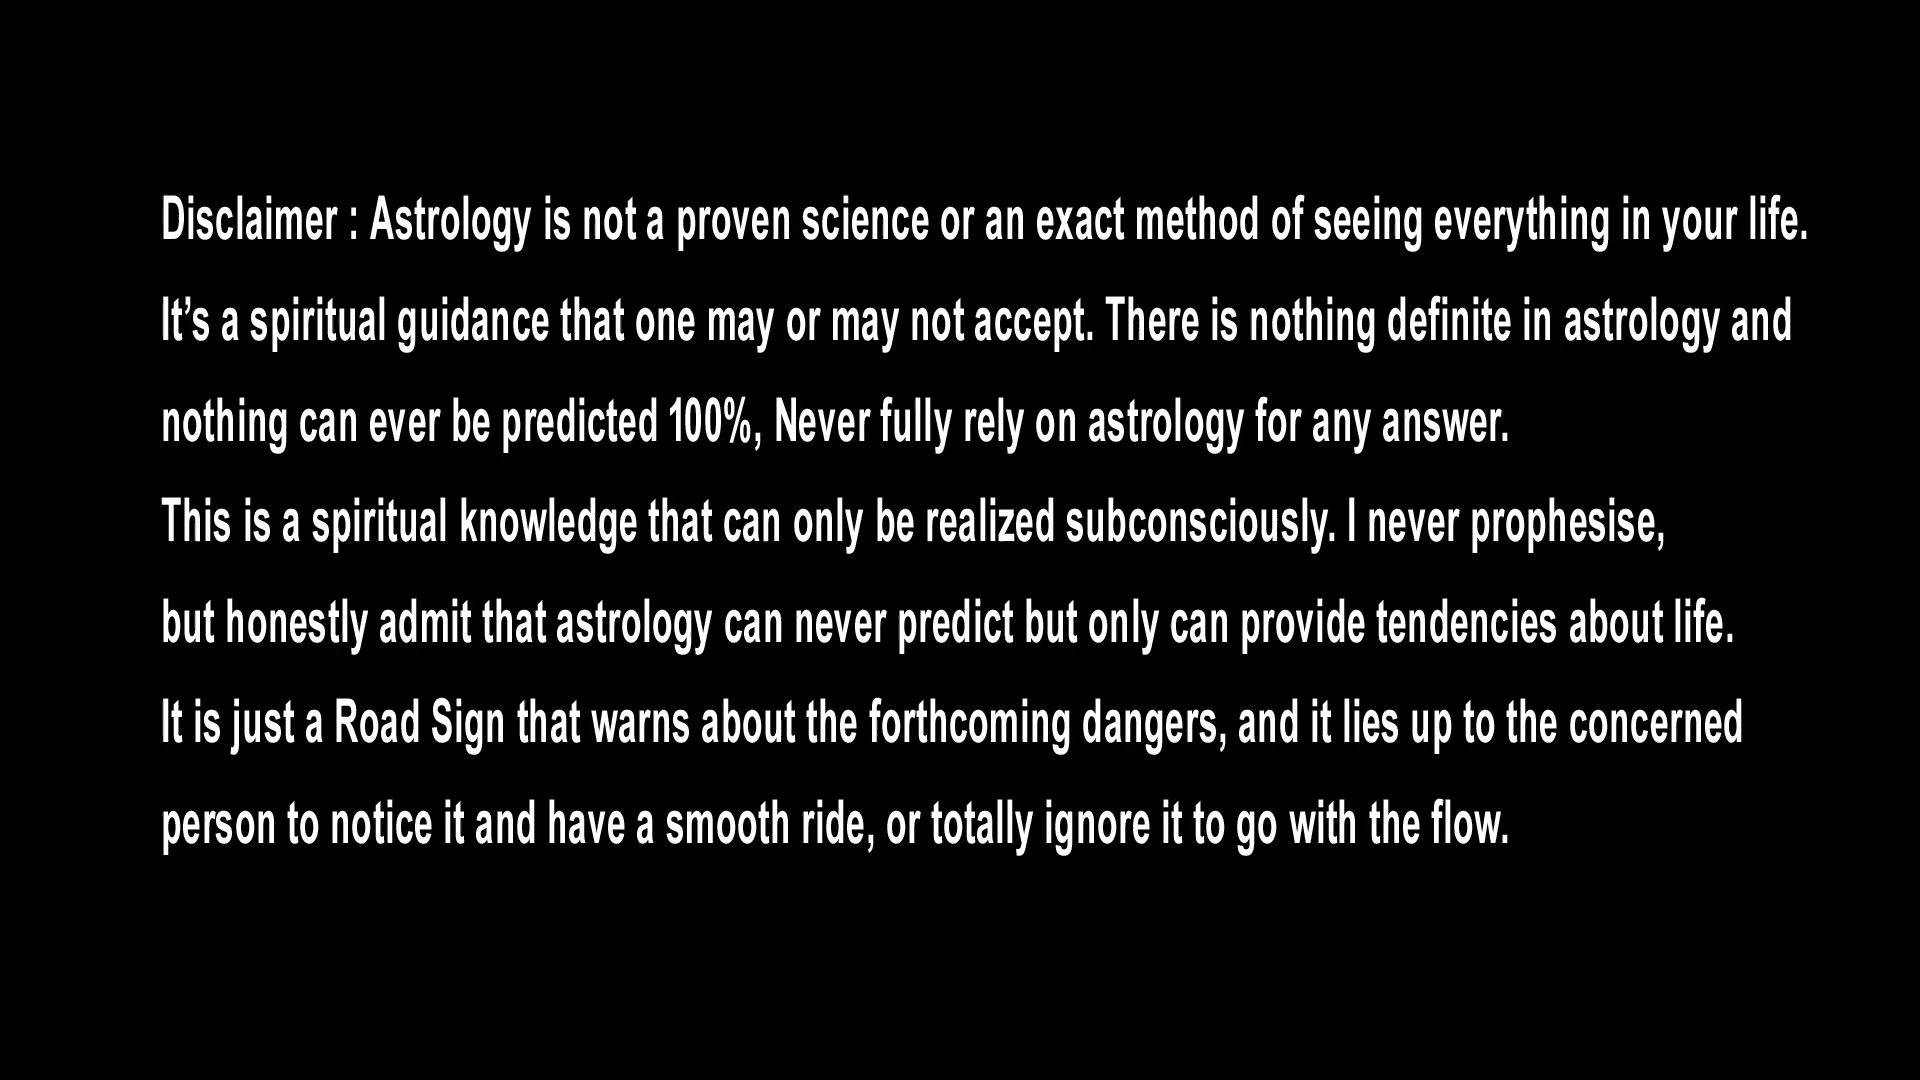 Disclaimer : Astrology is not a proven science or an exact method of seeing everything in your life.
It’s a spiritual guidance that one may or may not accept. There is nothing definite in astrology and
nothing can ever be predicted 100%, Never fully rely on astrology for any answer.
This is a spiritual knowledge that can only be realized subconsciously. I never prophesise,
but honestly admit that astrology can never predict but only can provide tendencies about life.
It is just a Road Sign that warns about the forthcoming dangers, and it lies up to the concerned
person to notice it and have a smooth ride, or totally ignore it to go with the flow.